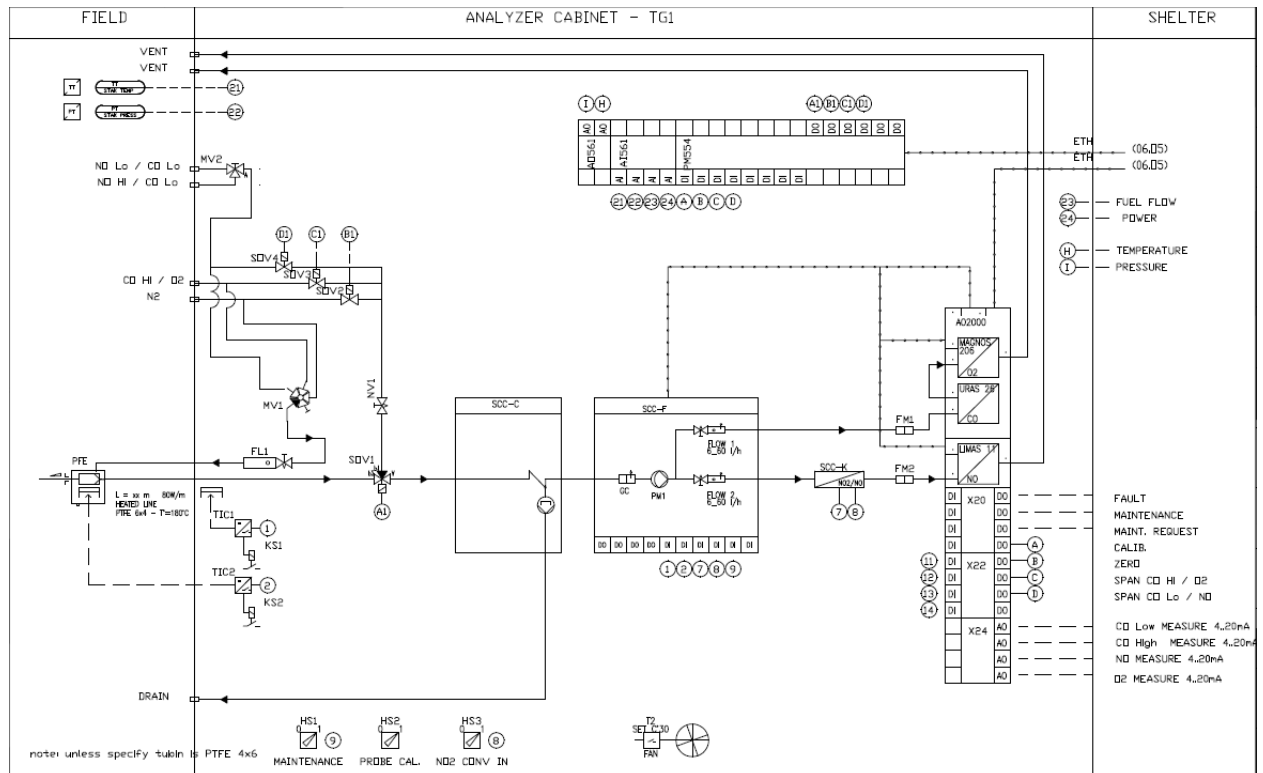 FIELD
ANALYZER CABINET - TG1
SHELTER
VENT
VENT
TT
TT
STAK TEMP
21
PT
PT
STAK PRESS
22
I H
A1 B1 C1 D1
AO AO DO DO DO DO DO DO
AO561 AI561 PM554
AI AI AI AI DI DI DI DI DI DI DI DI
21 22 23 24 A B C D
ETH (06.05)
ETH (06.05)
23 FUEL FLOW
24 POWER
H TEMPERATURE
I PRESSURE
NO Lo / CO Lo
MV2
NO HI / CO Lo
D1 C1 B1
SOV4
SOV3
SOV2
CO HI / O2
N2
MV1
NV1
AO2000
MAGNOS
206
O2
URAS 26
CO
LIMAS 11
NO
SCC-C
SCC-F
FLOW 1
6_60 l/h
FM1
FL1
SOV1
PFE
GC
PM1
FLOW 2
6_60 l/h
SCC-K
NO2/NO
FM2
7 8
L = xx m 80W/m
HEATED LINE
PTFE 6x4 - T=180°C
A1
TIC1
1
KS1
TIC2
2
KS2
DO DO DO DO DI DI DI DI DI DI
1 2 7 8 9
DI X20 DO FAULT
DI DO MAINTENANCE
DI DO MAINT. REQUEST
DI DO A CALIB.
11 DI X22 DO B ZERO
12 DI DO C SPAN CO HI / O2
13 DI DO D SPAN CO Lo / NO
14 DI DO
X24 AO CO Low MEASURE 4..20mA
AO CO High MEASURE 4..20mA
AO NO MEASURE 4..20mA
AO O2 MEASURE 4..20mA
DRAIN
HS1
0 1
9
MAINTENANCE
HS2
0 1
PROBE CAL.
HS3
0 1
8
NO2 CONV IN
T2
SET C°30
FAN
note: unless specify tubin is PTFE 4x6